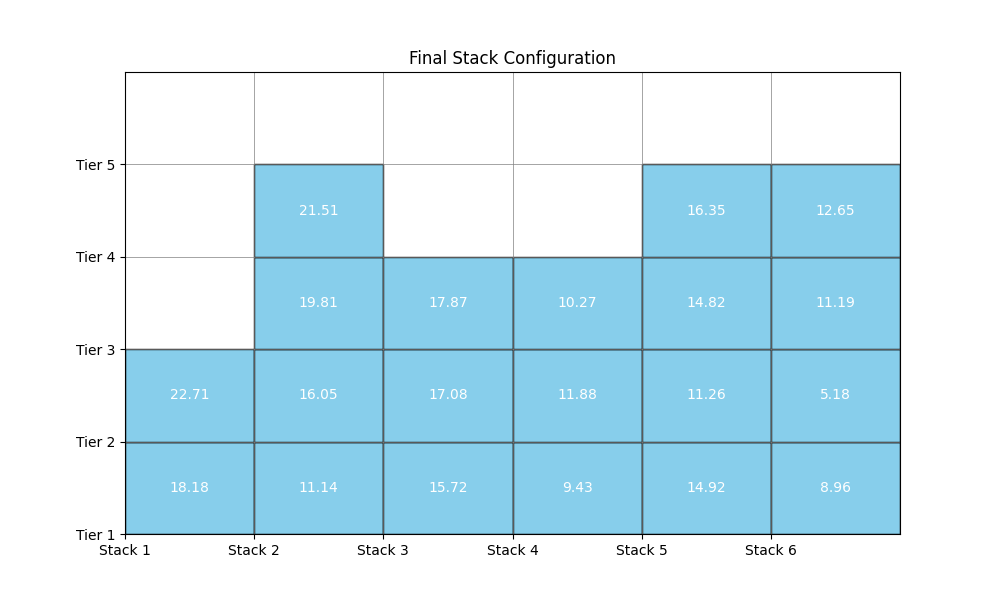 Final Stack Configuration
Tier 5
21.51 16.35 12.65
Tier 4
19.81 17.87 10.27 14.82 11.19
Tier 3
22.71 16.05 17.08 11.88 11.26 5.18
Tier 2
18.18 11.14 15.72 9.43 14.92 8.96
Tier 1
Stack 1 Stack 2 Stack 3 Stack 4 Stack 5 Stack 6